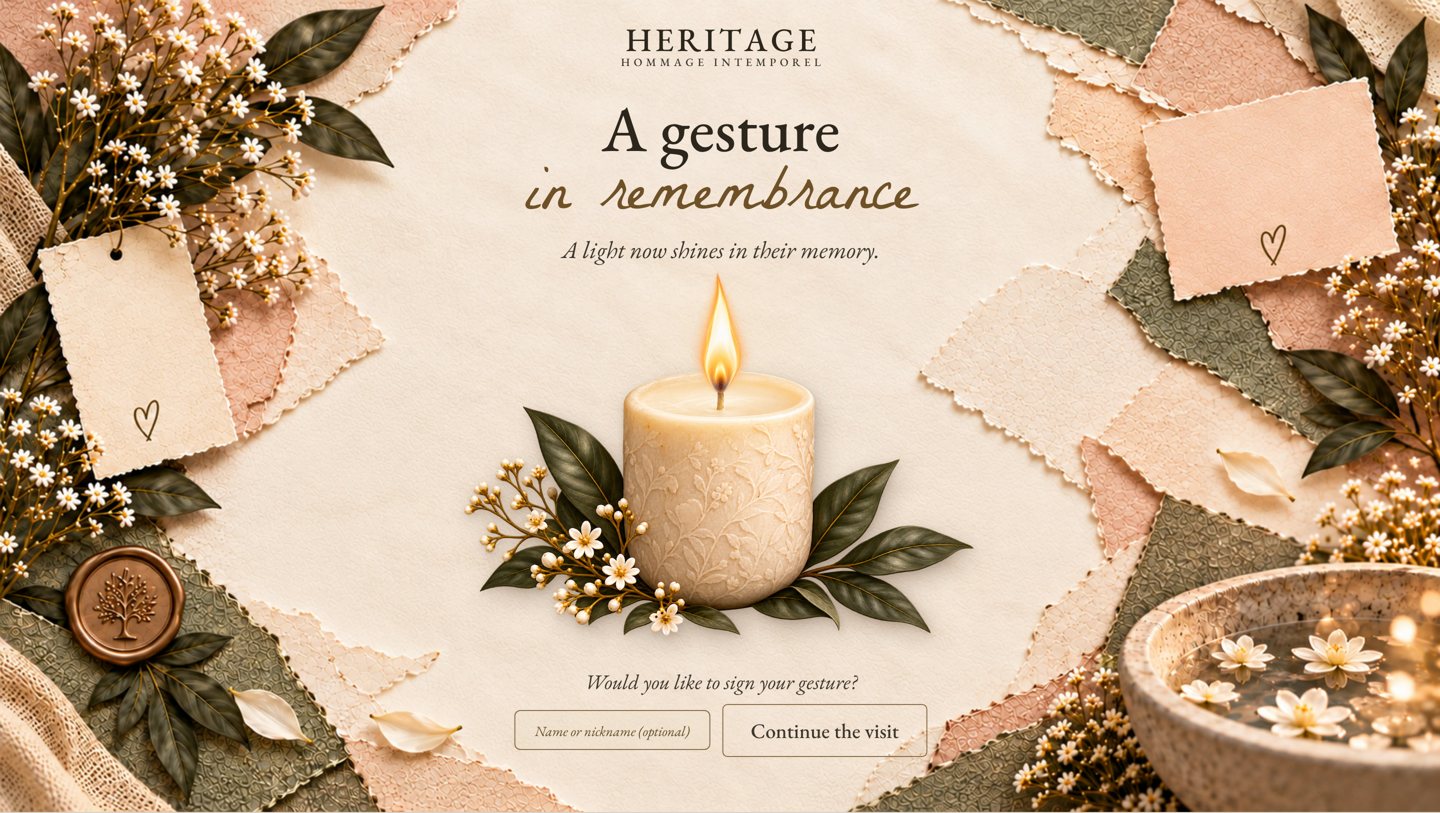 HERITAGE
HOMMAGE INTEMPOREL
A gesture
in remembrance
A light now shines in their memory.
Would you like to sign your gesture?
Name or nickname (optional)
Continue the visit